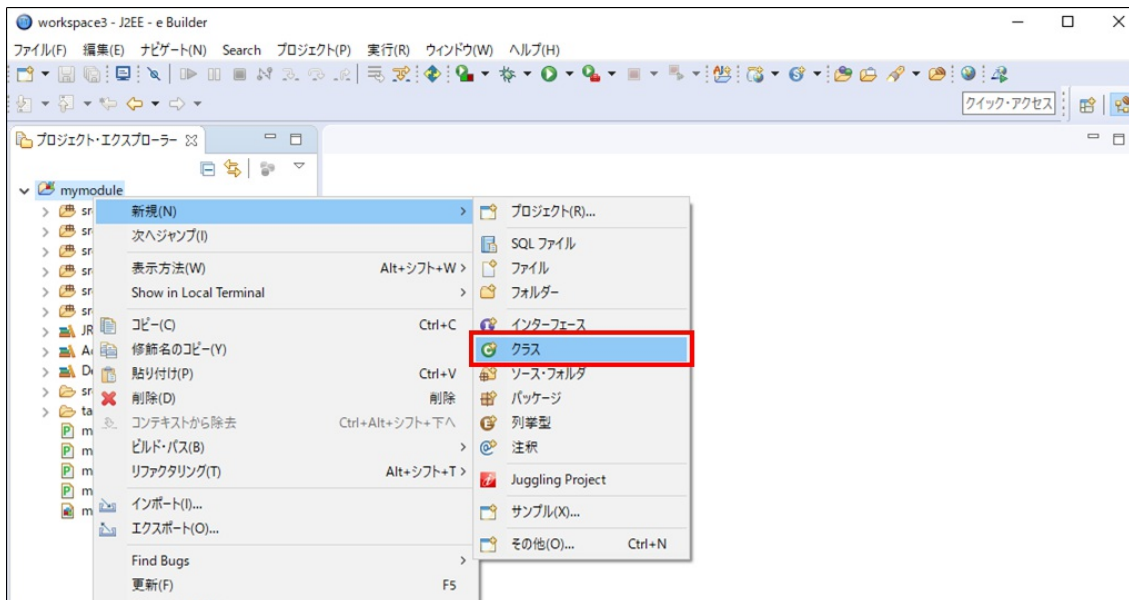 workspace3 - J2EE - e Builder
ファイル(F) 編集(E) ナビゲート(N) Search プロジェクト(P) 実行(R) ウィンドウ(W) ヘルプ(H)
クイック・アクセス
プロジェクト・エクスプローラー
mymodule
sr
sr
sr
sr
sr
sr
JR
A
D
sr
ta
m
m
m
m
m
新規(N)
次へジャンプ(I)
表示方法(W) Alt+シフト+W
Show in Local Terminal
コピー(C) Ctrl+C
修飾名のコピー(Y)
貼り付け(P) Ctrl+V
削除(D) 削除
コンテキストから除去 Ctrl+Alt+シフト+下へ
ビルド・パス(B)
リファクタリング(T) Alt+シフト+T
インポート(I)...
エクスポート(O)...
Find Bugs
更新(F) F5
プロジェクト(R)...
SQL ファイル
ファイル
フォルダー
インターフェース
クラス
ソース・フォルダ
パッケージ
列挙型
注釈
Juggling Project
サンプル(X)...
その他(O)... Ctrl+N